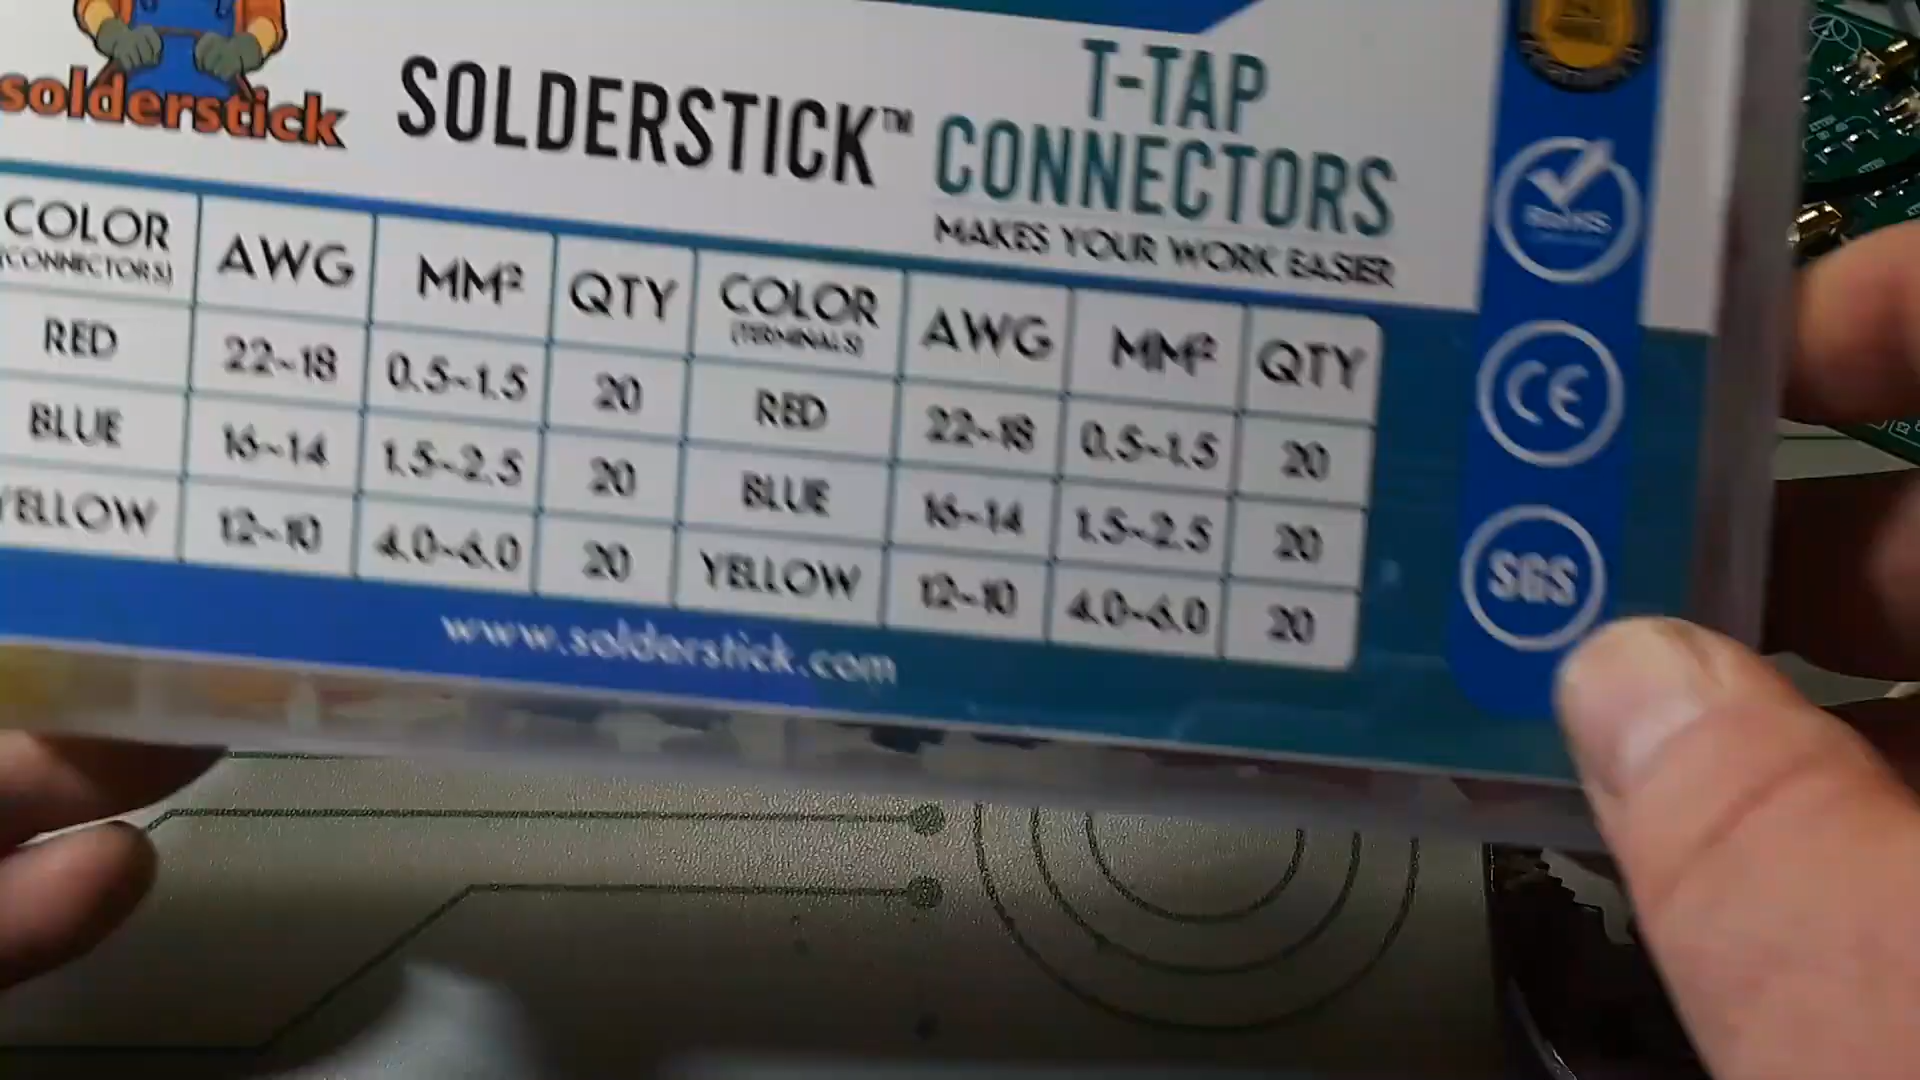 solderstick
SOLDERSTICK™
T-TAP
CONNECTORS
MAKES YOUR WORK EASIER
COLOR AWG MM² QTY COLOR AWG MM² QTY
(CONNECTORS) (TERMINALS)
RED 22~18 0.5~1.5 20 RED 22~18 0.5~1.5 20
BLUE 16~14 1.5~2.5 20 BLUE 16~14 1.5~2.5 20
YELLOW 12~10 4.0~6.0 20 YELLOW 12~10 4.0~6.0 20
www.solderstick.com
RoHS
CE
SGS